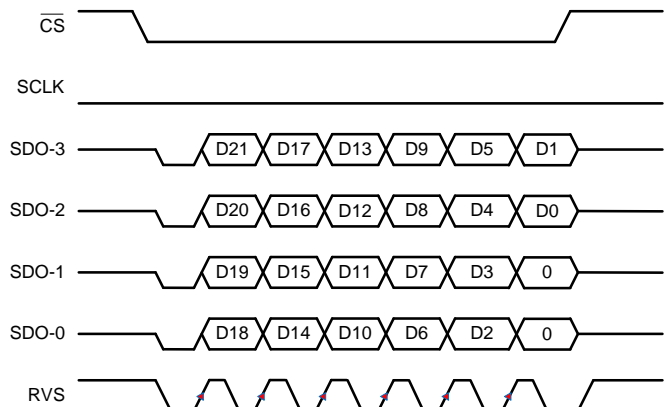 CS
SCLK
SDO-3 D21 D17 D13 D9 D5 D1
SDO-2 D20 D16 D12 D8 D4 D0
SDO-1 D19 D15 D11 D7 D3 0
SDO-0 D18 D14 D10 D6 D2 0
RVS